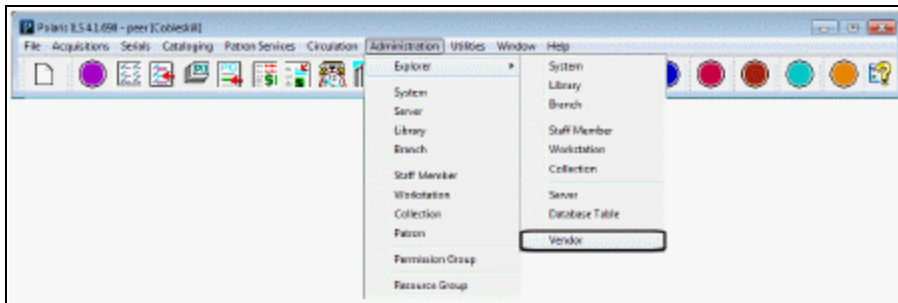 Polaris ILS 4.1.698 - peer [Cobleskill]
File Acquisitions Serials Cataloging Patron Services Circulation Administration Utilities Window Help
Explorer
System
Server
Library
Branch
Staff Member
Workstation
Collection
Patron
Permission Group
Resource Group
System
Library
Branch
Staff Member
Workstation
Collection
Server
Database Table
Vendor